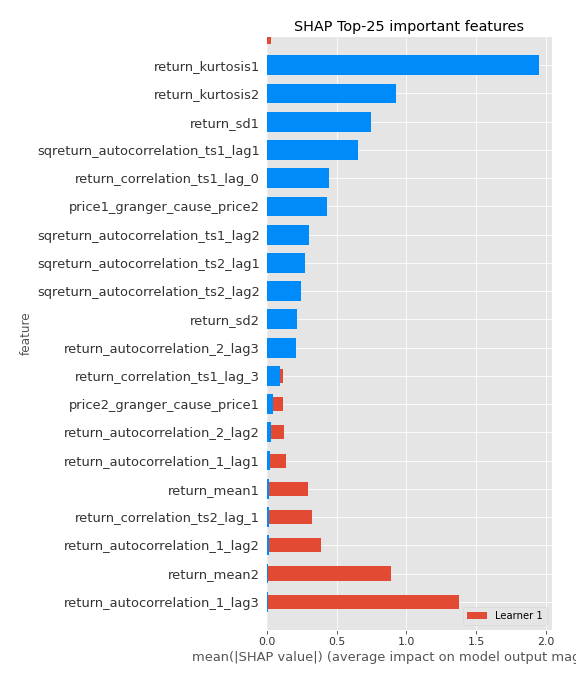 SHAP Top-25 important features
return_kurtosis1
return_kurtosis2
return_sd1
sqreturn_autocorrelation_ts1_lag1
return_correlation_ts1_lag_0
price1_granger_cause_price2
sqreturn_autocorrelation_ts1_lag2
sqreturn_autocorrelation_ts2_lag1
sqreturn_autocorrelation_ts2_lag2
return_sd2
return_autocorrelation_2_lag3
return_correlation_ts1_lag_3
price2_granger_cause_price1
return_autocorrelation_2_lag2
return_autocorrelation_1_lag1
return_mean1
return_correlation_ts2_lag_1
return_autocorrelation_1_lag2
return_mean2
return_autocorrelation_1_lag3
feature
Learner 1
0.0 0.5 1.0 1.5 2.0
mean(|SHAP value|) (average impact on model output mag